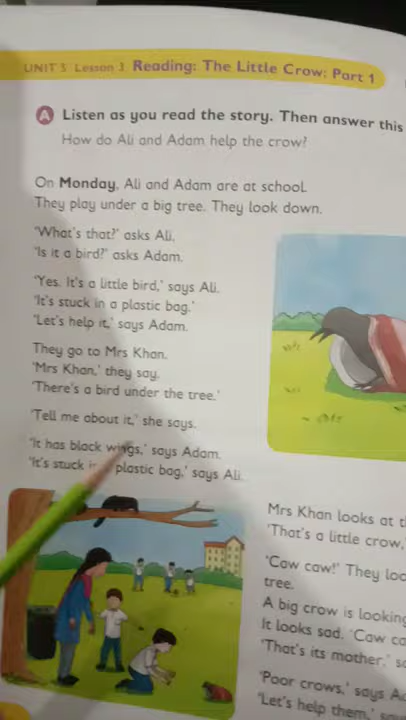 UNIT 3 Lesson 3 Reading: The Little Crow: Part 1
A Listen as you read the story. Then answer this
How do Ali and Adam help the crow?
On Monday, Ali and Adam are at school.
They play under a big tree. They look down.
'What's that?' asks Ali.
'Is it a bird?' asks Adam.
'Yes. It's a little bird,' says Ali.
'It's stuck in a plastic bag.'
'Let's help it,' says Adam.
They go to Mrs Khan.
'Mrs Khan,' they say.
'There's a bird under the tree.'
'Tell me about it,' she says.
'It has black wings,' says Adam.
'It's stuck plastic bag,' says Ali.
Mrs Khan looks at
'That's a little crow,
'Caw caw!' They
tree.
A big crow is looking
It looks sad. 'Caw
'That's its mother,'
'Poor crows,' says
'Let's help them,'